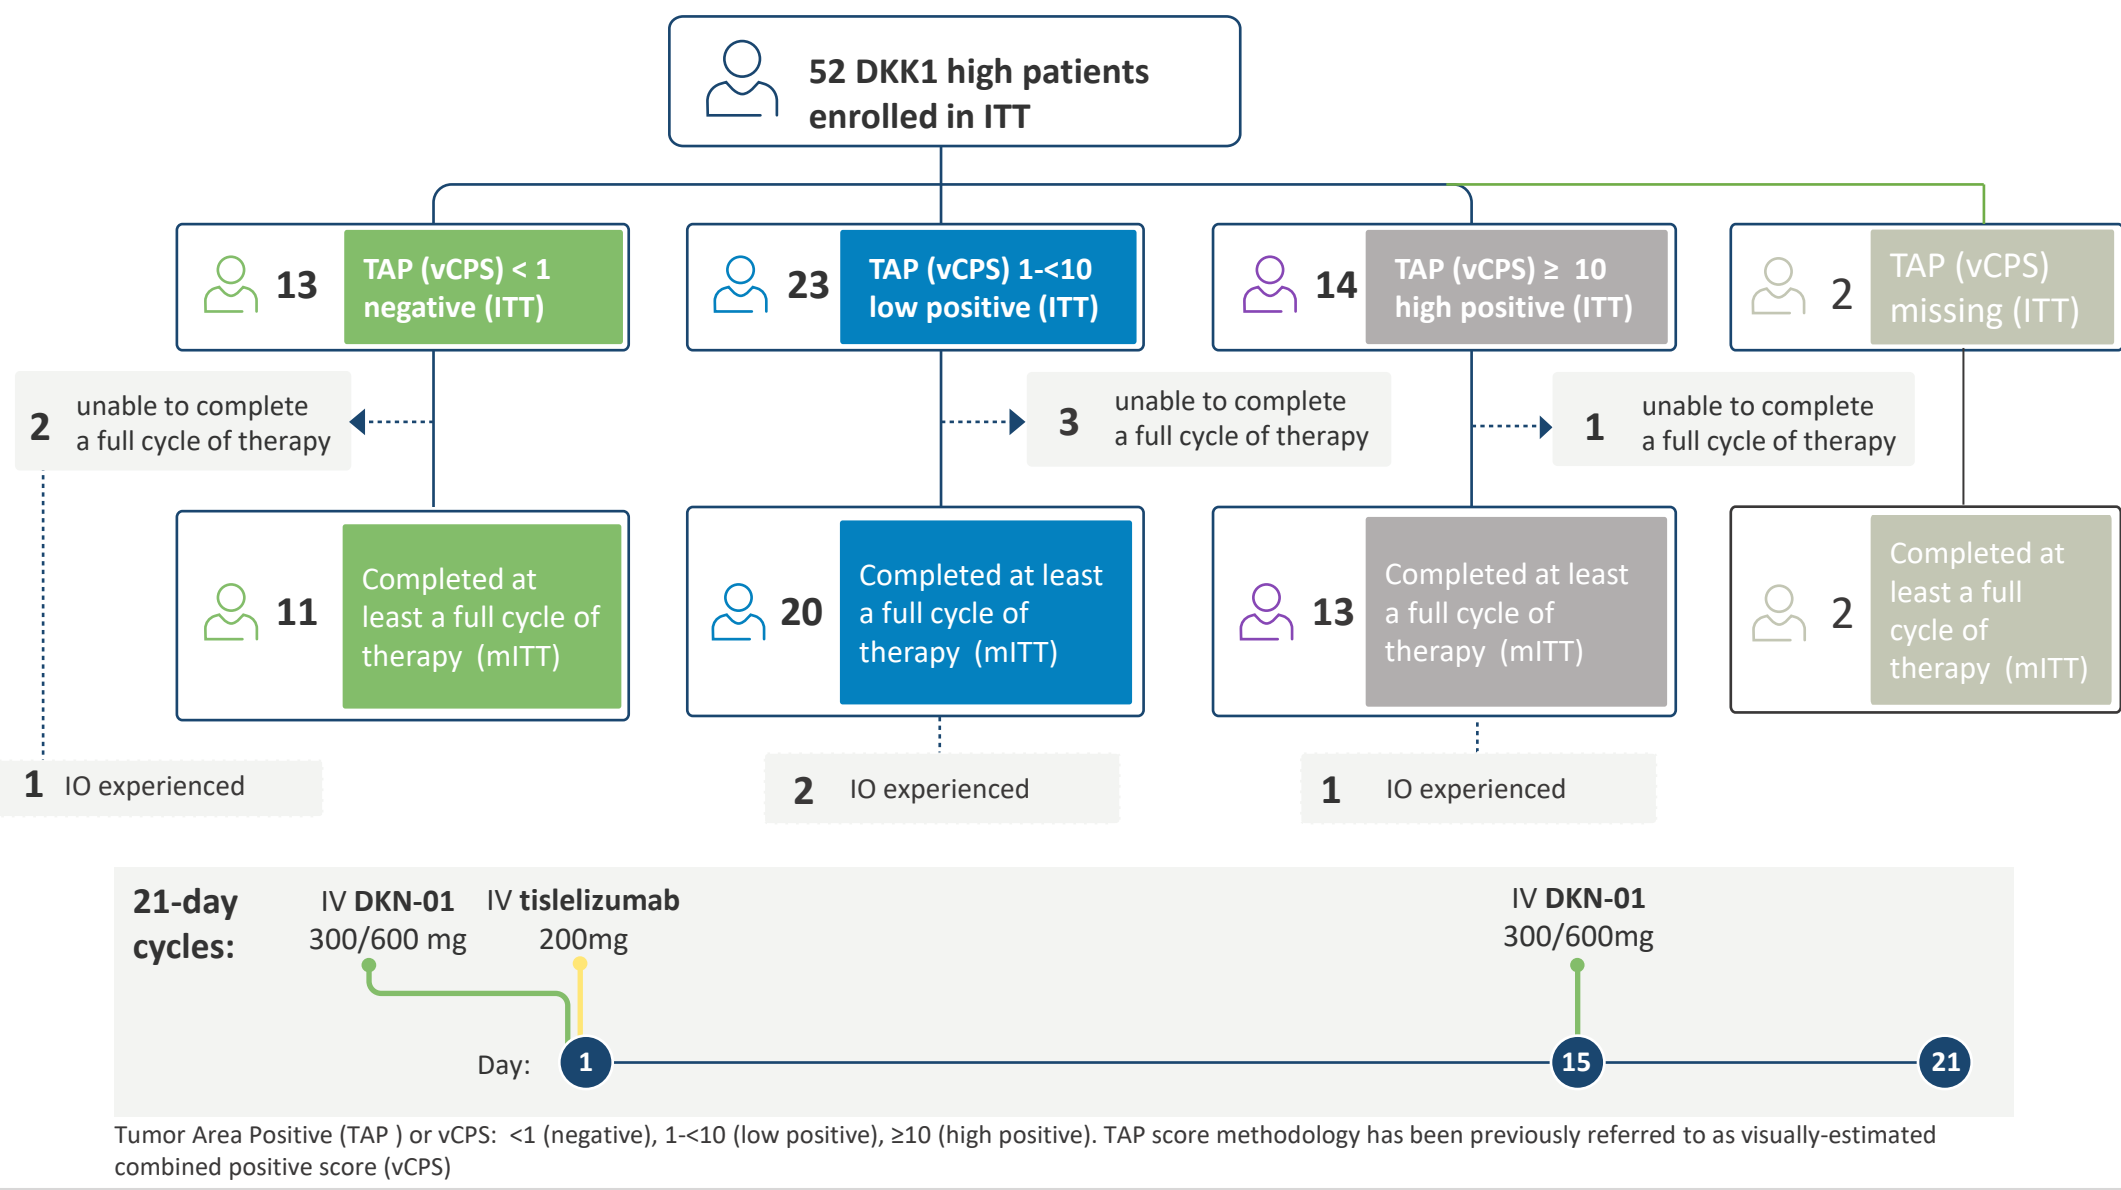 52 DKK1 high patients
enrolled in ITT
13
TAP (vCPS) < 1
negative (ITT)
23
TAP (vCPS) 1-<10
low positive (ITT)
14
TAP (vCPS) ≥ 10
high positive (ITT)
2
TAP (vCPS)
missing (ITT)
2
unable to complete
a full cycle of therapy
3
unable to complete
a full cycle of therapy
1
unable to complete
a full cycle of therapy
11
Completed at
least a full cycle of
therapy (mITT)
20
Completed at least
a full cycle of
therapy (mITT)
13
Completed at least
a full cycle of
therapy (mITT)
2
Completed at
least a full
cycle of
therapy (mITT)
1 IO experienced
2 IO experienced
1 IO experienced
21-day
cycles:
IV DKN-01
300/600 mg
IV tislelizumab
200mg
IV DKN-01
300/600mg
Day:
1
15
21
Tumor Area Positive (TAP ) or vCPS: <1 (negative), 1-<10 (low positive), ≥10 (high positive). TAP score methodology has been previously referred to as visually-estimated
combined positive score (vCPS)